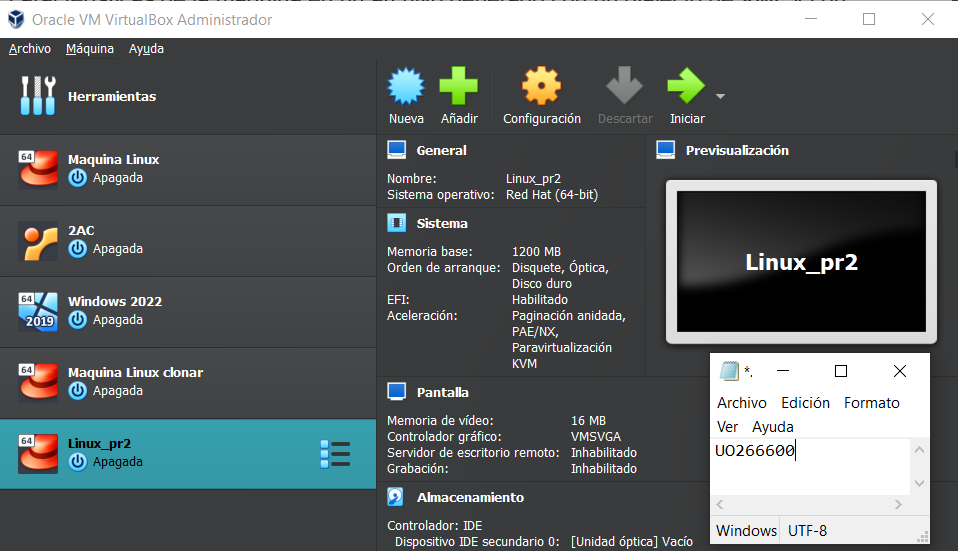 Oracle VM VirtualBox Administrador
Archivo Máquina Ayuda
Herramientas
64
Maquina Linux
Apagada
2AC
Apagada
64
2019
Windows 2022
Apagada
64
Maquina Linux clonar
Apagada
64
Linux_pr2
Apagada
Nueva Añadir Configuración Descartar Iniciar
General
Nombre: Linux_pr2
Sistema operativo: Red Hat (64-bit)
Sistema
Memoria base: 1200 MB
Orden de arranque: Disquete, Óptica,
Disco duro
EFI: Habilitado
Aceleración: Paginación anidada,
PAE/NX,
Paravirtualización
KVM
Pantalla
Memoria de vídeo: 16 MB
Controlador gráfico: VMSVGA
Servidor de escritorio remoto: Inhabilitado
Grabación: Inhabilitado
Almacenamiento
Controlador: IDE
Dispositivo IDE secundario 0: [Unidad óptica] Vacío
Previsualización
Linux_pr2
*.
Archivo Edición Formato
Ver Ayuda
UO266600
Windows UTF-8